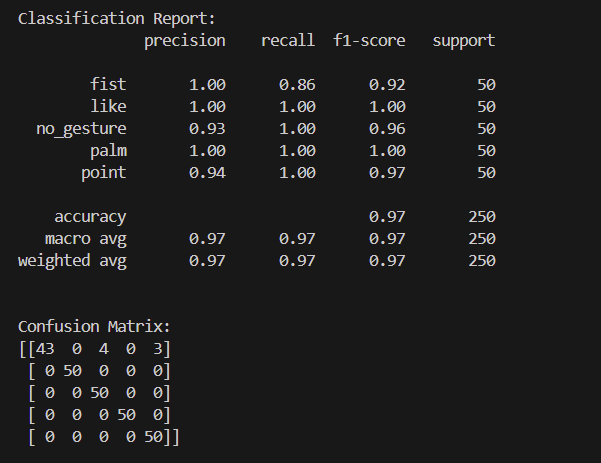 Classification Report:
precision recall f1-score support
fist 1.00 0.86 0.92 50
like 1.00 1.00 1.00 50
no_gesture 0.93 1.00 0.96 50
palm 1.00 1.00 1.00 50
point 0.94 1.00 0.97 50
accuracy 0.97 250
macro avg 0.97 0.97 0.97 250
weighted avg 0.97 0.97 0.97 250
Confusion Matrix:
[[43 0 4 0 3]
[ 0 50 0 0 0]
[ 0 0 50 0 0]
[ 0 0 0 50 0]
[ 0 0 0 0 50]]